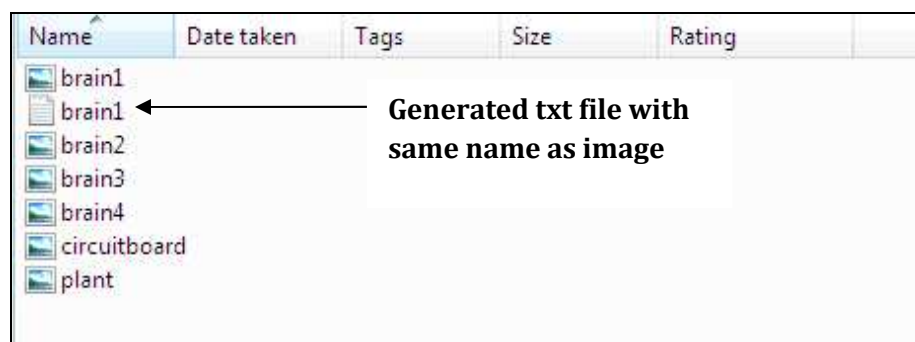 Name Date taken Tags Size Rating
brain1
brain1
Generated txt file with
same name as image
brain2
brain3
brain4
circuitboard
plant